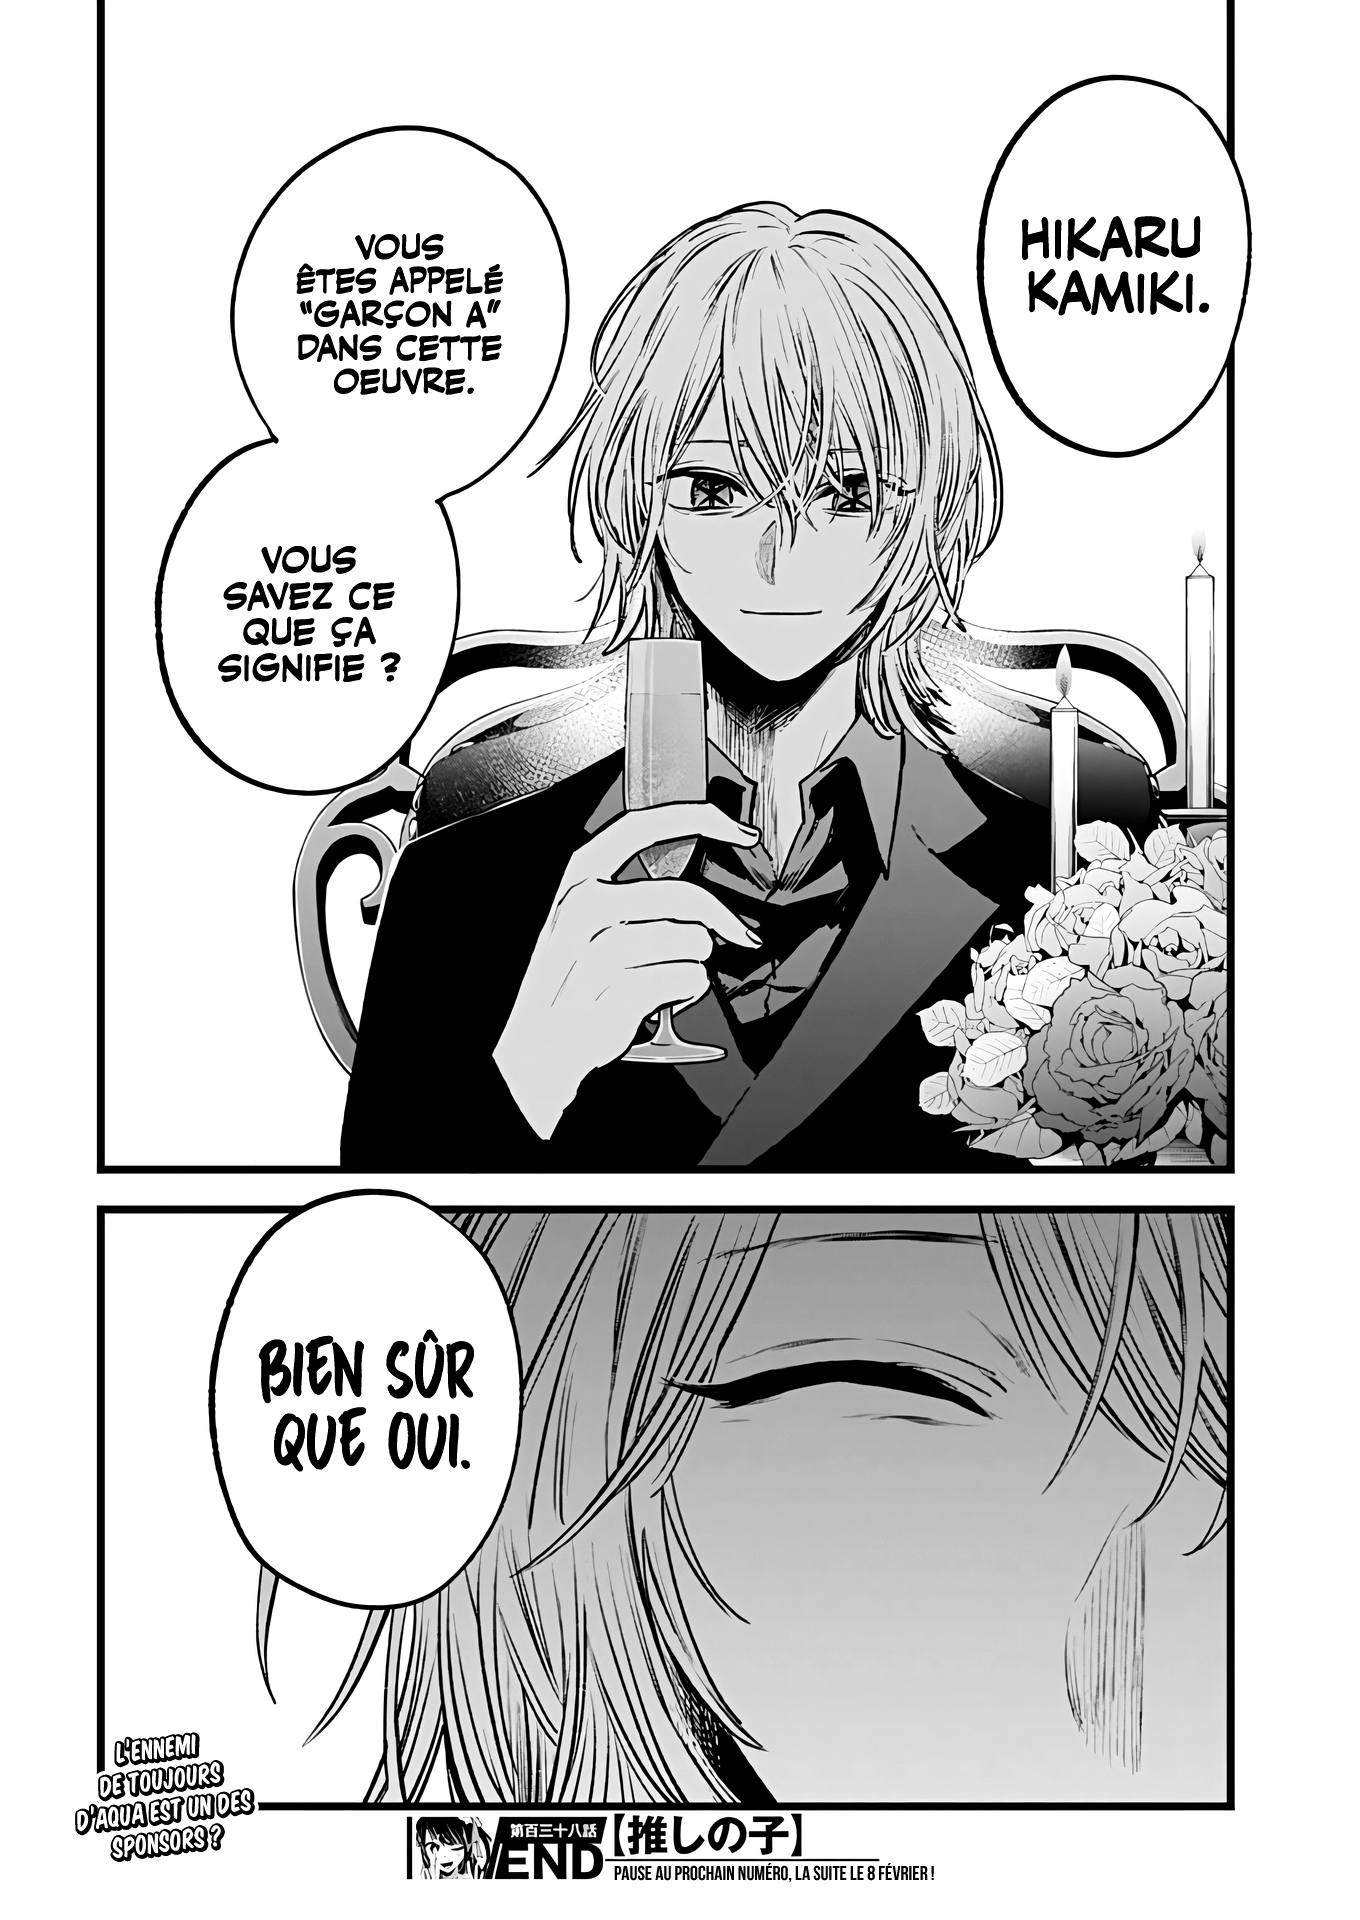 HIKARU
KAMIKI.
VOUS
ÊTES APPELÉ
"GARÇON A"
DANS CETTE
OEUVRE.
VOUS
SAVEZ CE
QUE ÇA
SIGNIFIE ?
BIEN SÛR
QUE OUI.
L'ENNEMI
DE TOUJOURS
D'AQUA EST UN DES
SPONSORS ?
第百三十八話
END
【推しの子】
PAUSE AU PROCHAIN NUMÉRO, LA SUITE LE 8 FÉVRIER !